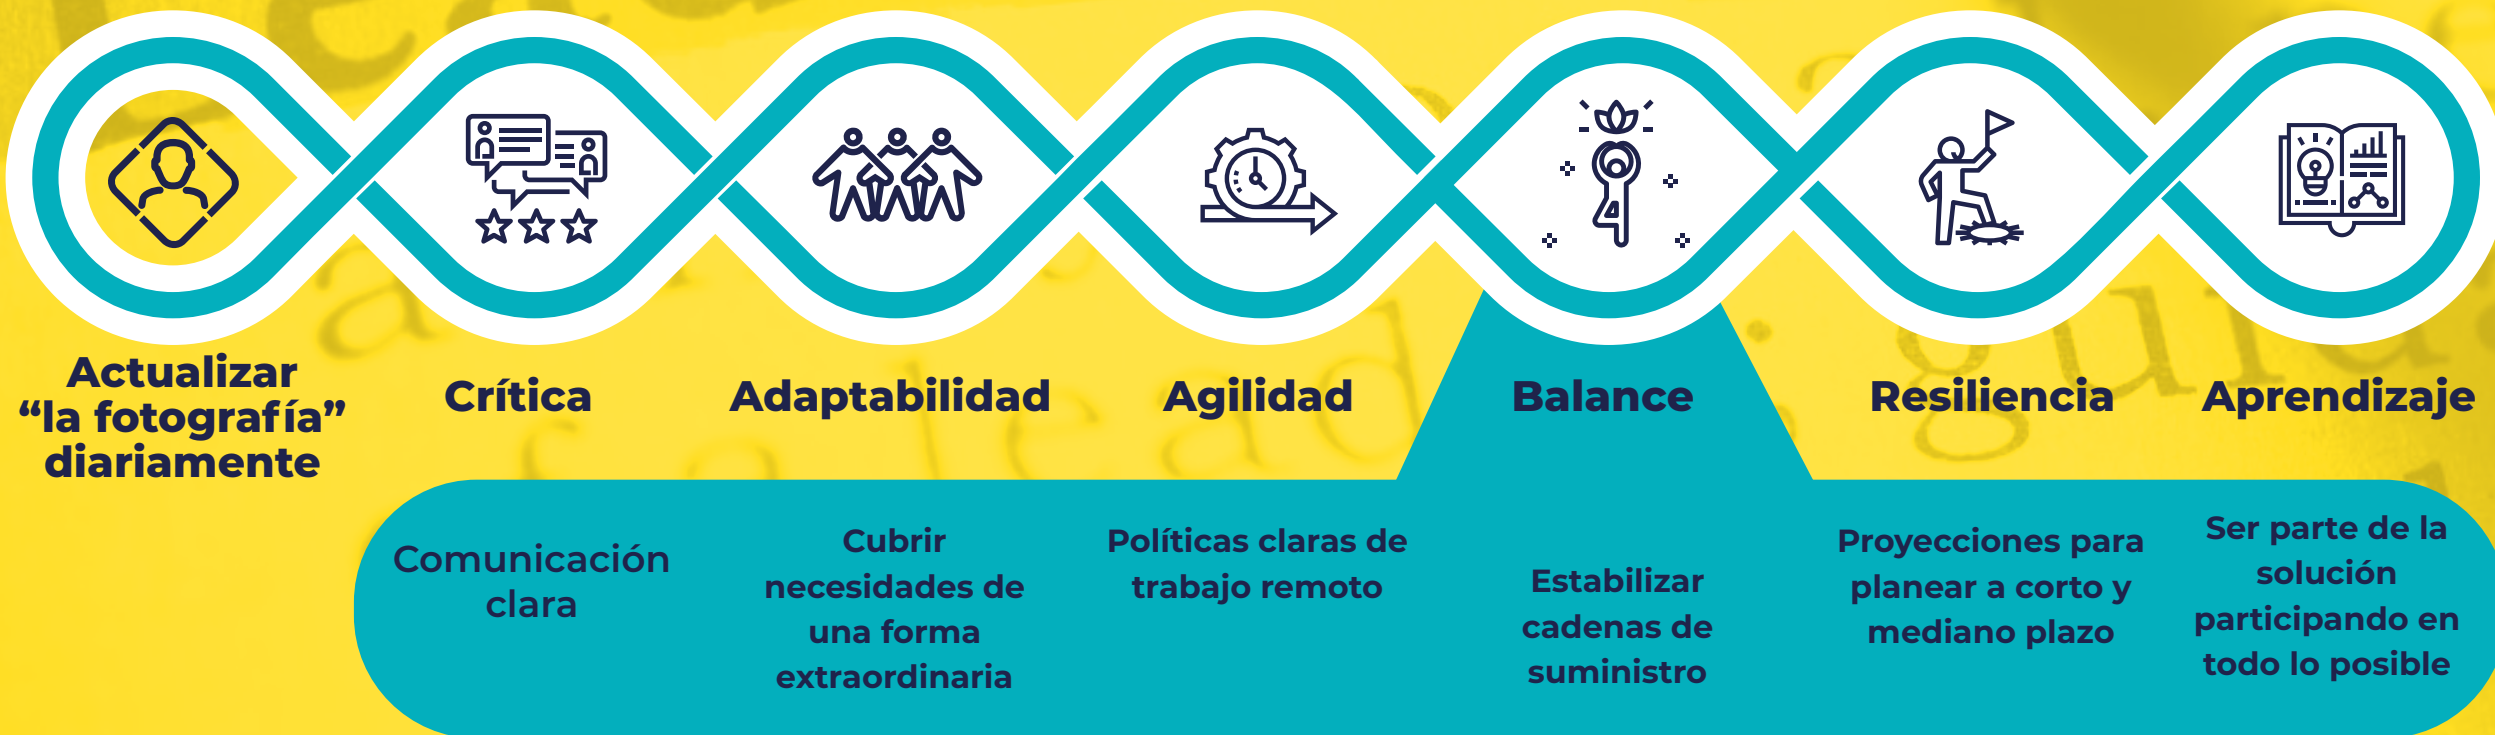 Actualizar
“la fotografía”
diariamente
Crítica
Adaptabilidad
Agilidad
Balance
Resiliencia
Aprendizaje
Comunicación
clara
Cubrir
necesidades de
una forma
extraordinaria
Políticas claras de
trabajo remoto
Estabilizar
cadenas de
suministro
Proyecciones para
planear a corto y
mediano plazo
Ser parte de la
solución
participando en
todo lo posible